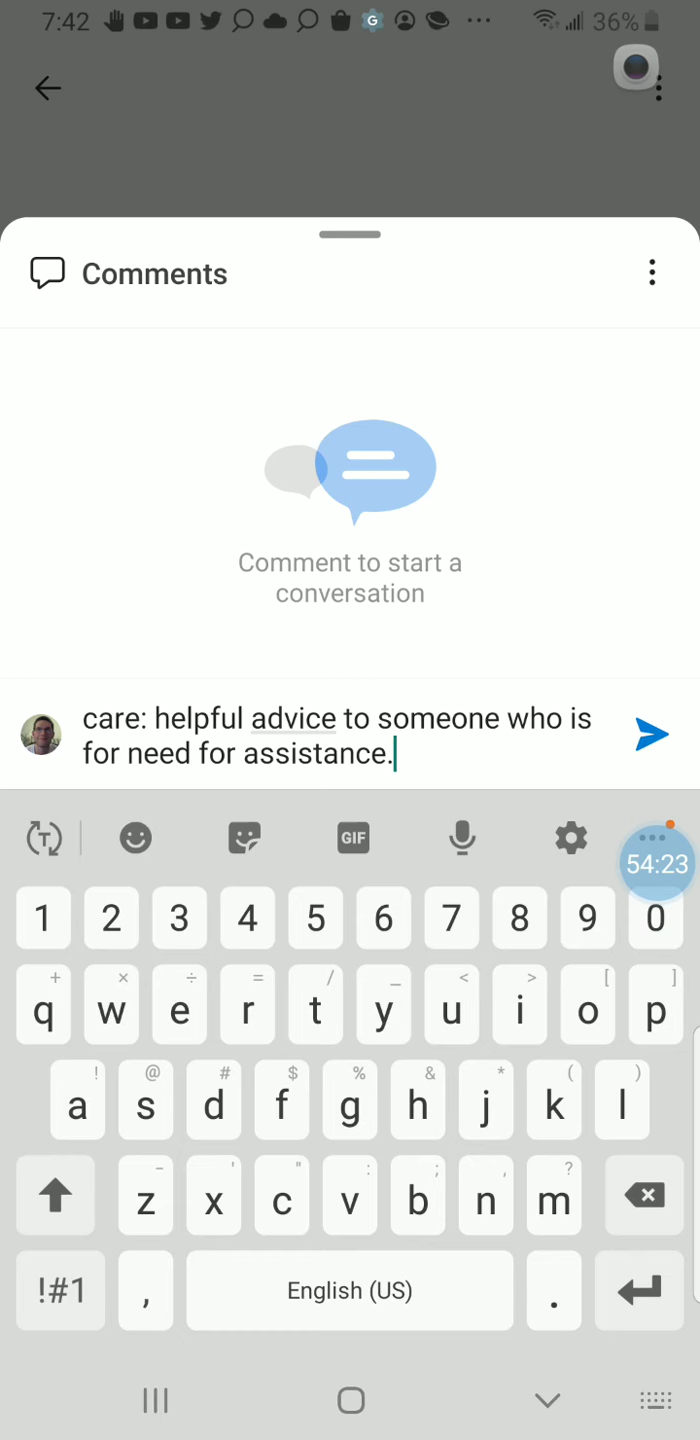 7:42
G
36%
Comments
Comment to start a
conversation
care: helpful advice to someone who is
for need for assistance.
T
GIF
54:23
1 2 3 4 5 6 7 8 9 0
+ × ÷ = / _ < > [ ]
q w e r t y u i o p
! @ # $ % & * ( )
a s d f g h j k l
- ' " : ; , ?
z x c v b n m
!#1 , English (US) .